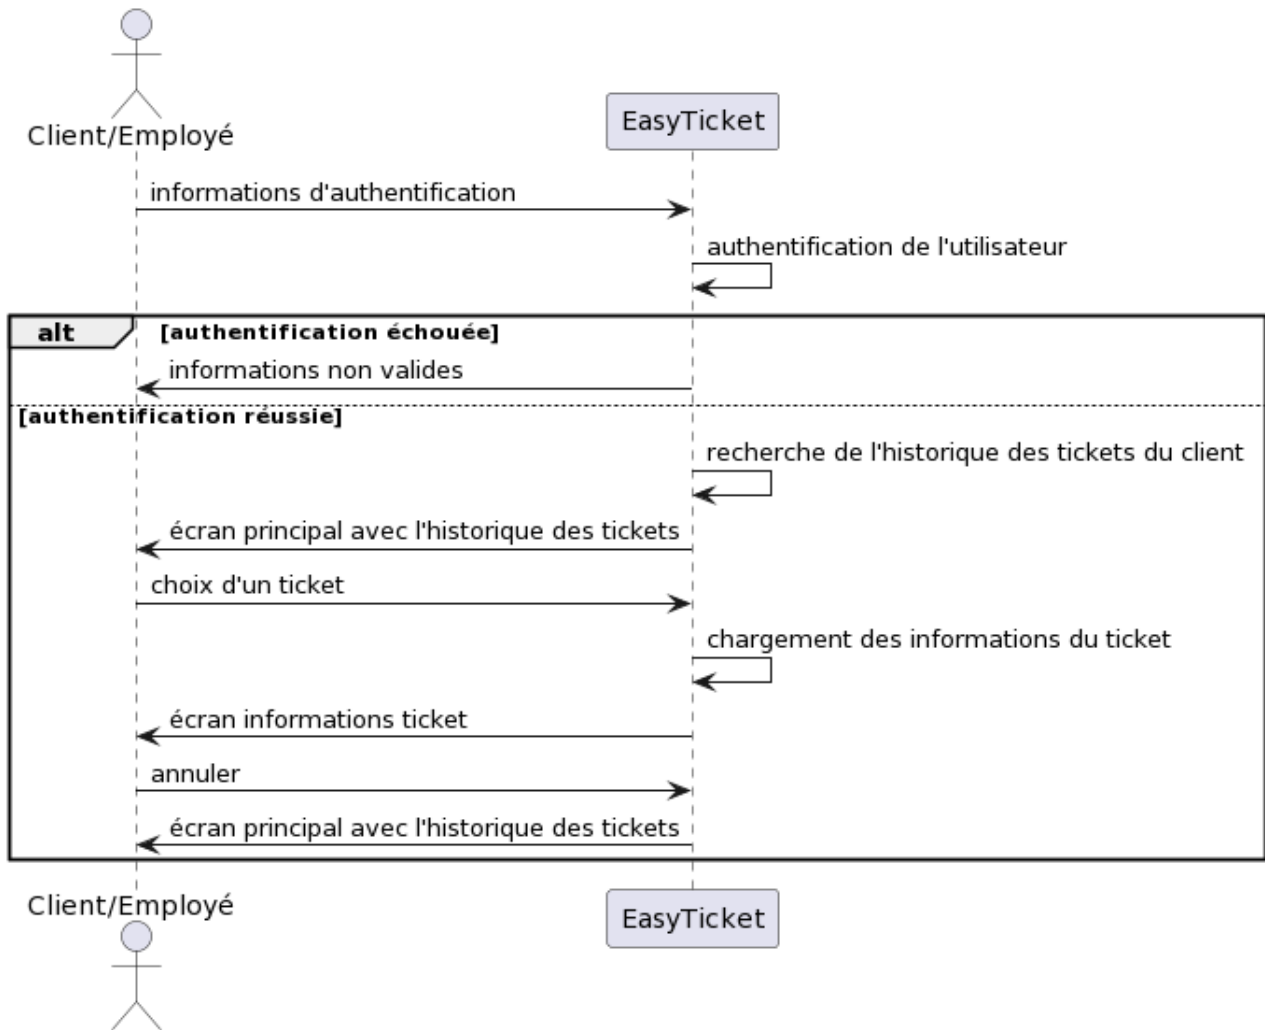 Client/Employé
EasyTicket
informations d'authentification
authentification de l'utilisateur
alt [authentification échouée]
informations non valides
[authentification réussie]
recherche de l'historique des tickets du client
écran principal avec l'historique des tickets
choix d'un ticket
chargement des informations du ticket
écran informations ticket
annuler
écran principal avec l'historique des tickets
Client/Employé
EasyTicket